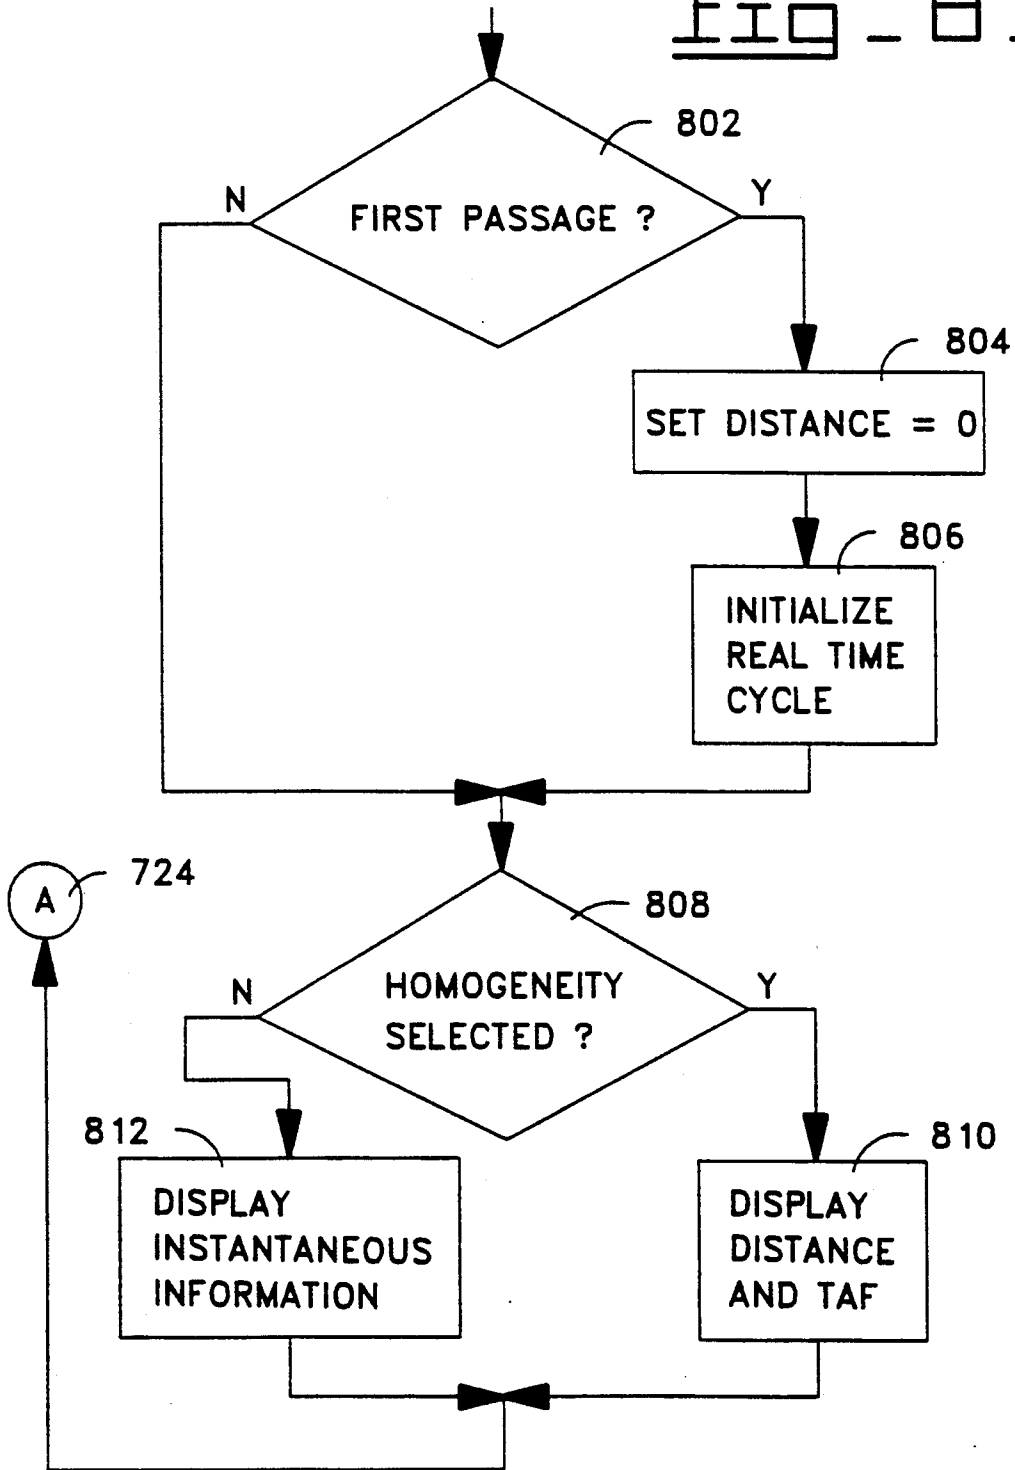 802
N
Y
FIRST PASSAGE ?
804
SET DISTANCE = 0
806
INITIALIZE
REAL TIME
CYCLE
724
A
808
N
Y
HOMOGENEITY
SELECTED ?
812
810
DISPLAY
INSTANTANEOUS
INFORMATION
DISPLAY
DISTANCE
AND TAF